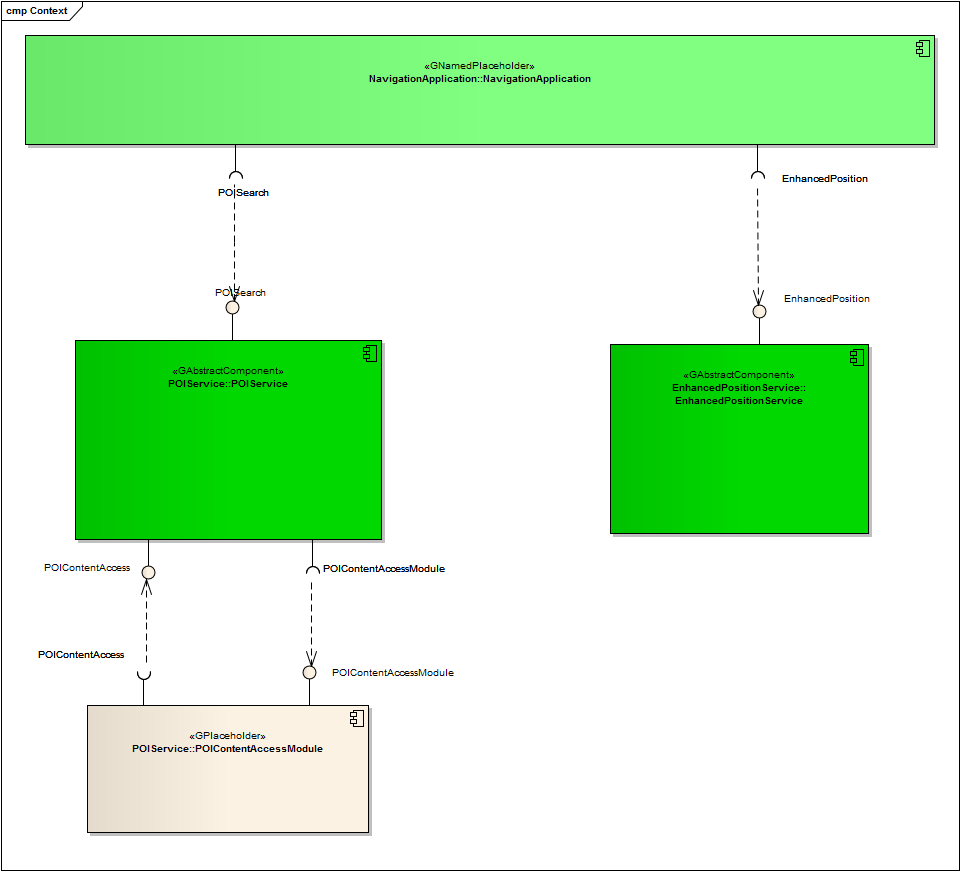 cmp Context
«GNamedPlaceholder»
NavigationApplication::NavigationApplication
POISearch
EnhancedPosition
POISearch
EnhancedPosition
«GAbstractComponent»
POIService::POIService
«GAbstractComponent»
EnhancedPositionService::
EnhancedPositionService
POIContentAccess
POIContentAccessModule
POIContentAccess
POIContentAccessModule
«GPlaceholder»
POIService::POIContentAccessModule